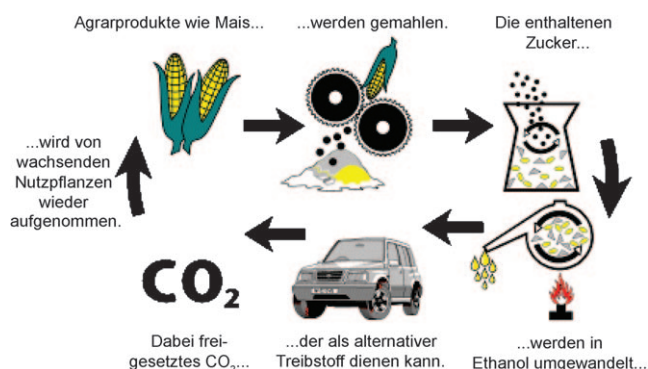 Agrarprodukte wie Mais...
...werden gemahlen.
Die enthaltenen
Zucker...
...werden in
Ethanol umgewandelt...
...der als alternativer
Treibstoff dienen kann.
Dabei frei-
gesetztes CO₂...
CO₂
...wird von
wachsenden
Nutzpflanzen
wieder
aufgenommen.